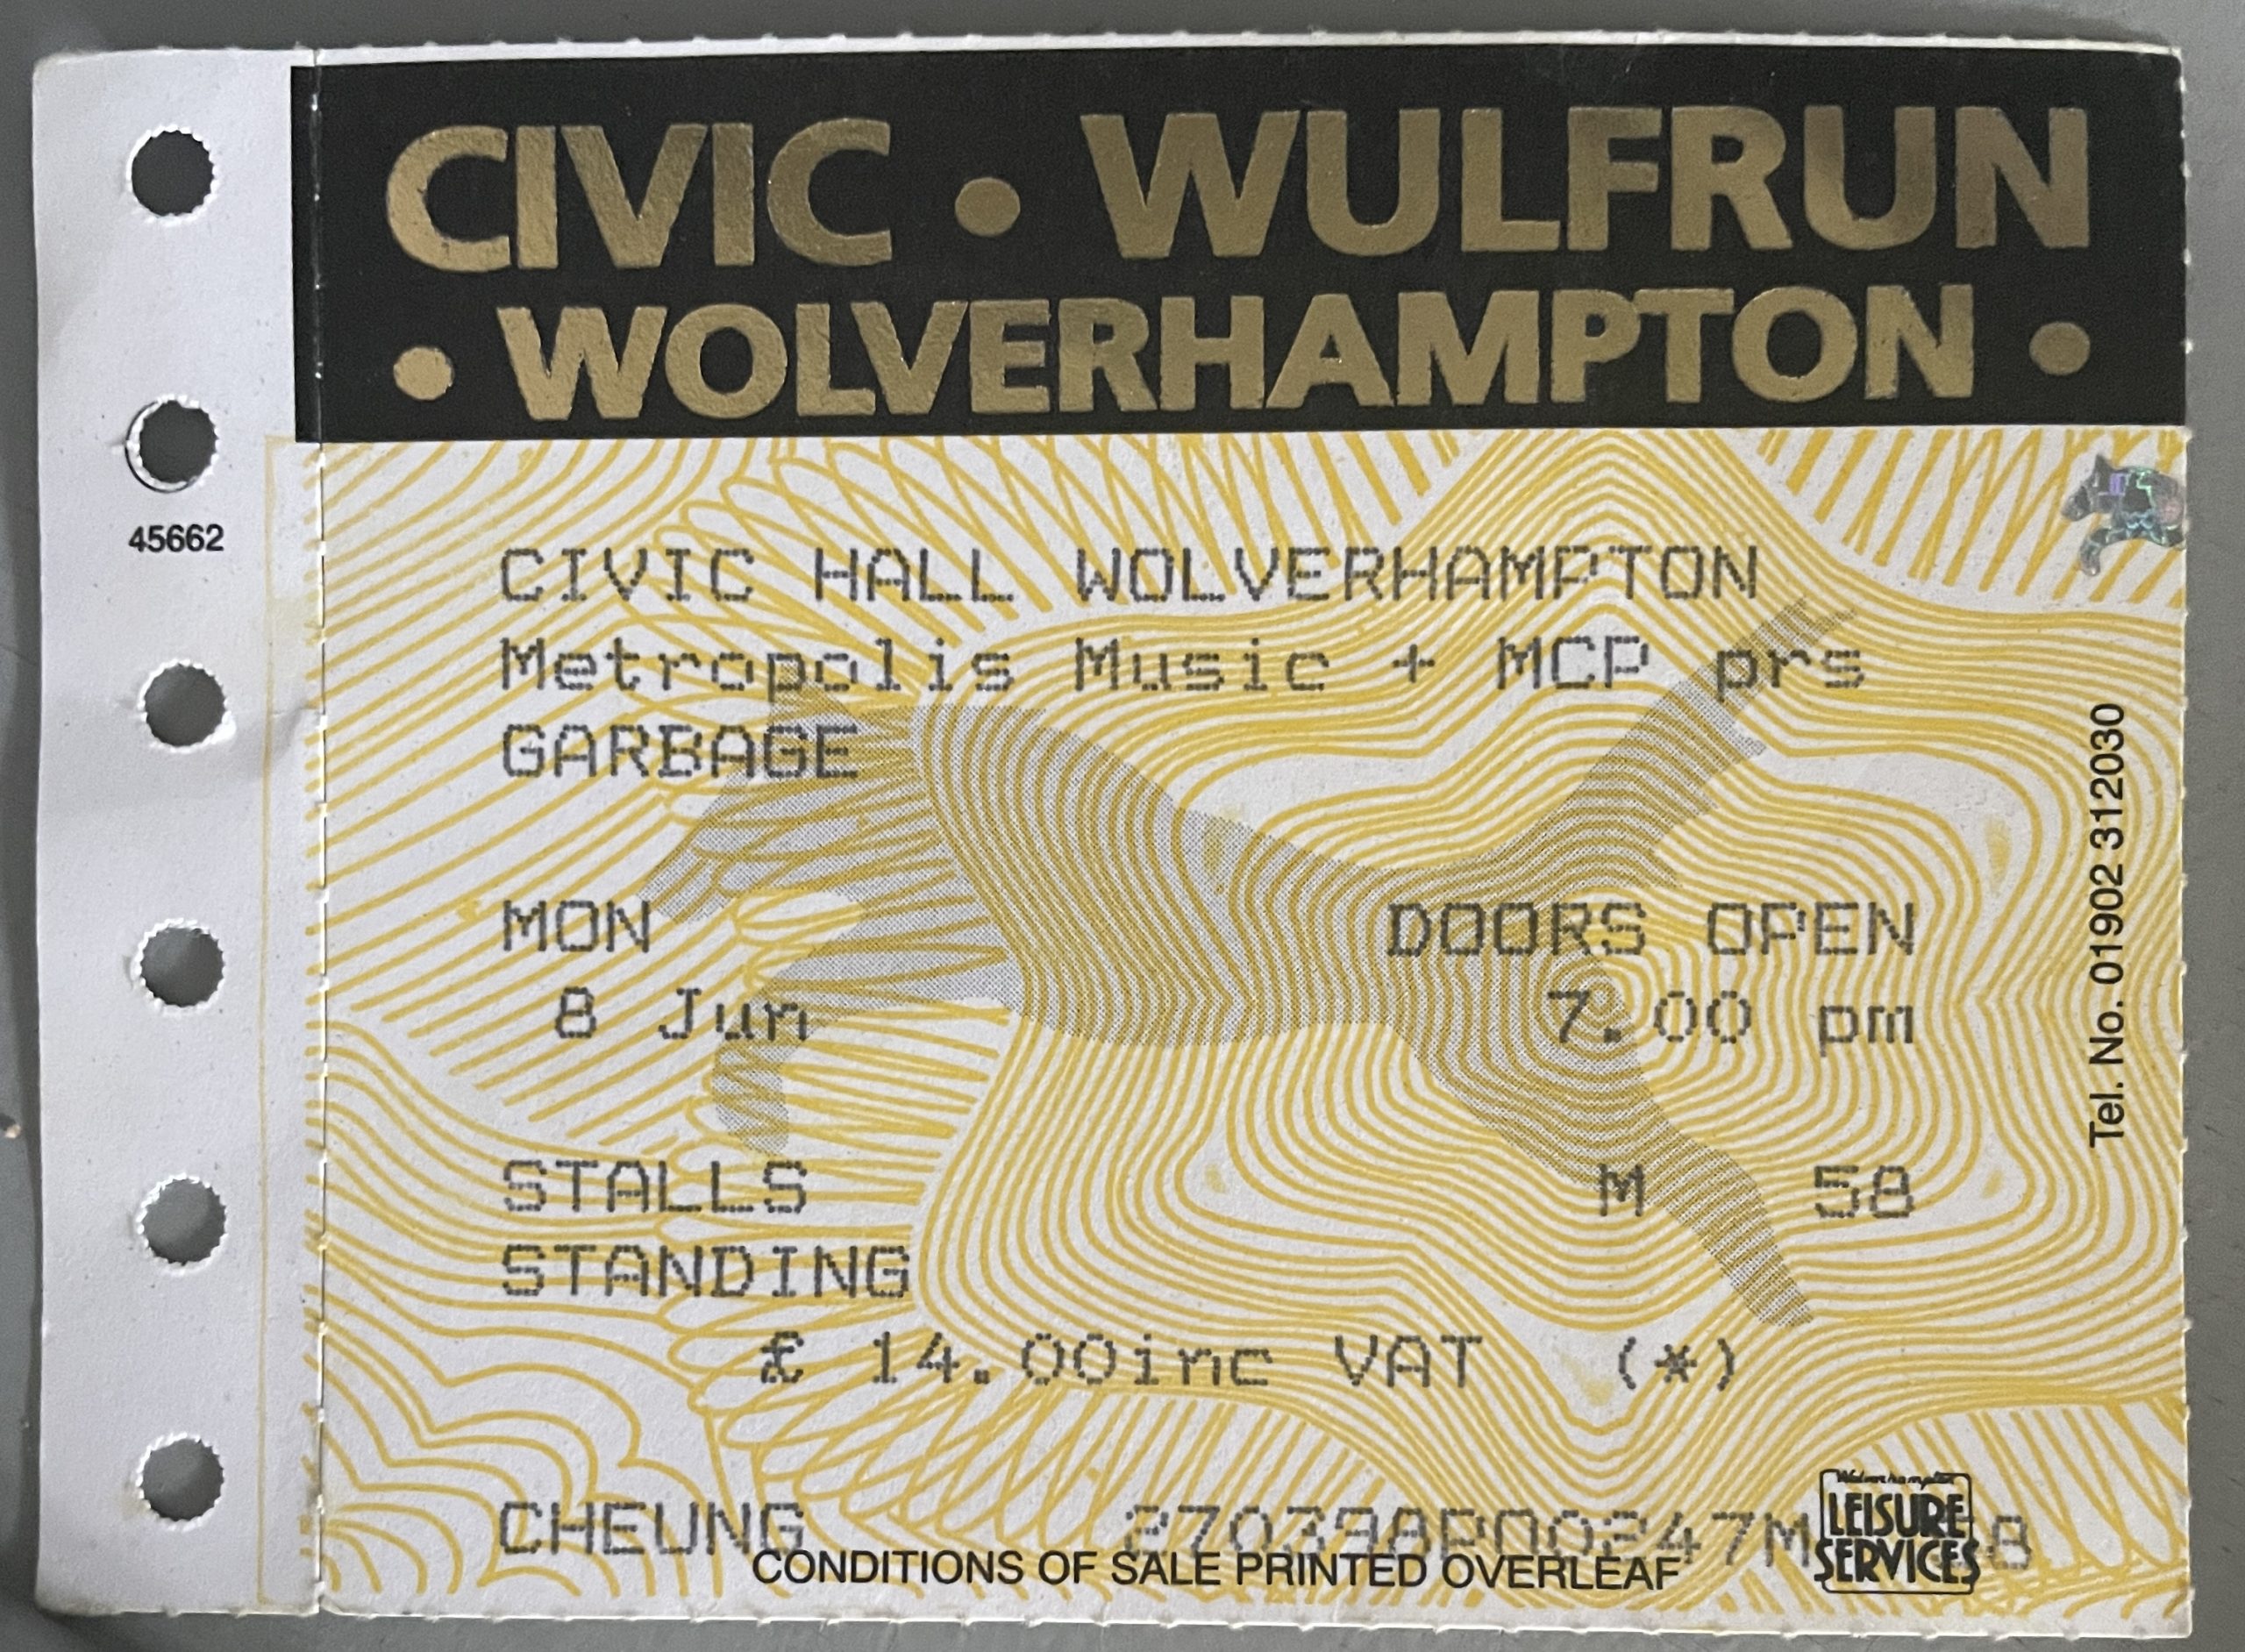 CIVIC • WULFRUN
• WOLVERHAMPTON •
45662
CIVIC HALL WOLVERHAMPTON
Metropolis Music + MCP prs
GARBAGE
MON DOORS OPEN
8 Jun 7.00 pm
Tel. No. 01902 312030
STALLS M 58
STANDING
£ 14.00inc VAT (*)
CHEUNG
CONDITIONS OF SALE PRINTED OVERLEAF
Wolverhampton
LEISURE
SERVICES